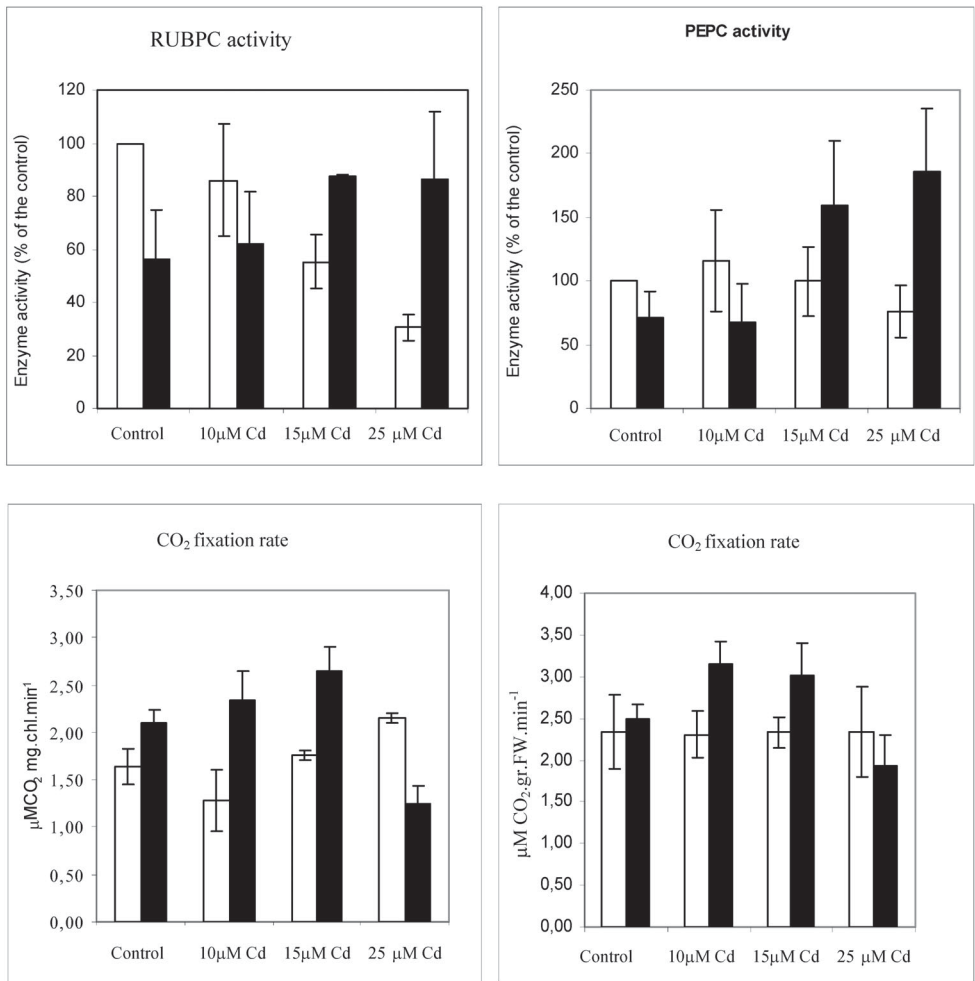 RUBPC activity
Enzyme activity (% of the control)
120
100
80
60
40
20
0
Control 10μM Cd 15μM Cd 25 μM Cd
PEPC activity
Enzyme activity (% of the control)
250
200
150
100
50
0
Control 10μM Cd 15μM Cd 25 μM Cd
CO₂ fixation rate
μMCO₂ mg.chl.min¹
3,50
3,00
2,50
2,00
1,50
1,00
0,50
0,00
Control 10μM Cd 15μM Cd 25 μM Cd
CO₂ fixation rate
μM CO₂.gr.FW.min⁻¹
4,00
3,50
3,00
2,50
2,00
1,50
1,00
0,50
0,00
Control 10μM Cd 15μM Cd 25 μM Cd